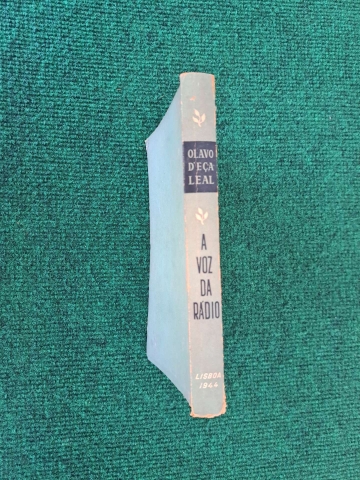 OLAVO
D'EÇA
LEAL
A
VOZ
DA
RÁDIO
LISBOA
1944